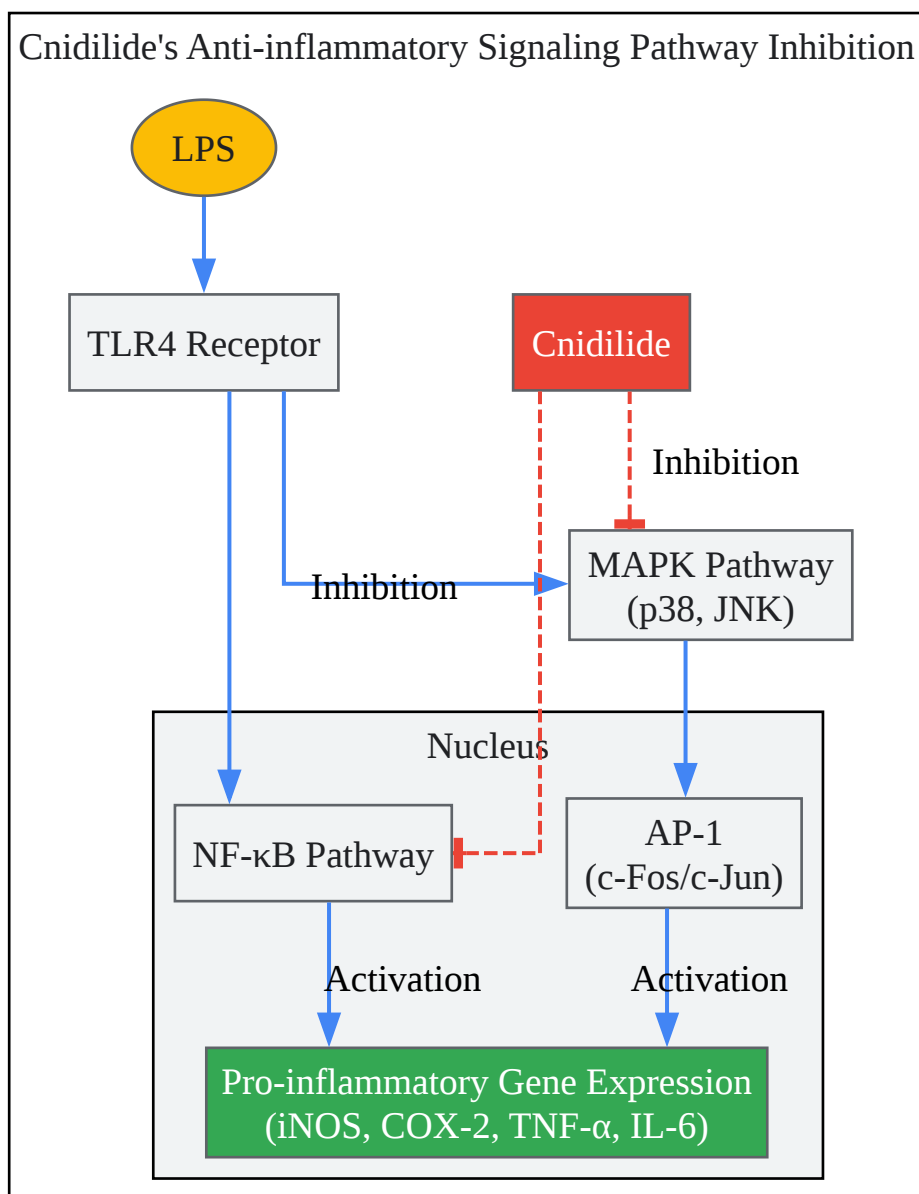 Cnidilide's Anti-inflammatory Signaling Pathway Inhibition
LPS
TLR4 Receptor
Cnidilide
Inhibition
MAPK Pathway
(p38, JNK)
Inhibition
Nucleus
NF-κB Pathway
AP-1
(c-Fos/c-Jun)
Activation
Activation
Pro-inflammatory Gene Expression
(iNOS, COX-2, TNF-α, IL-6)